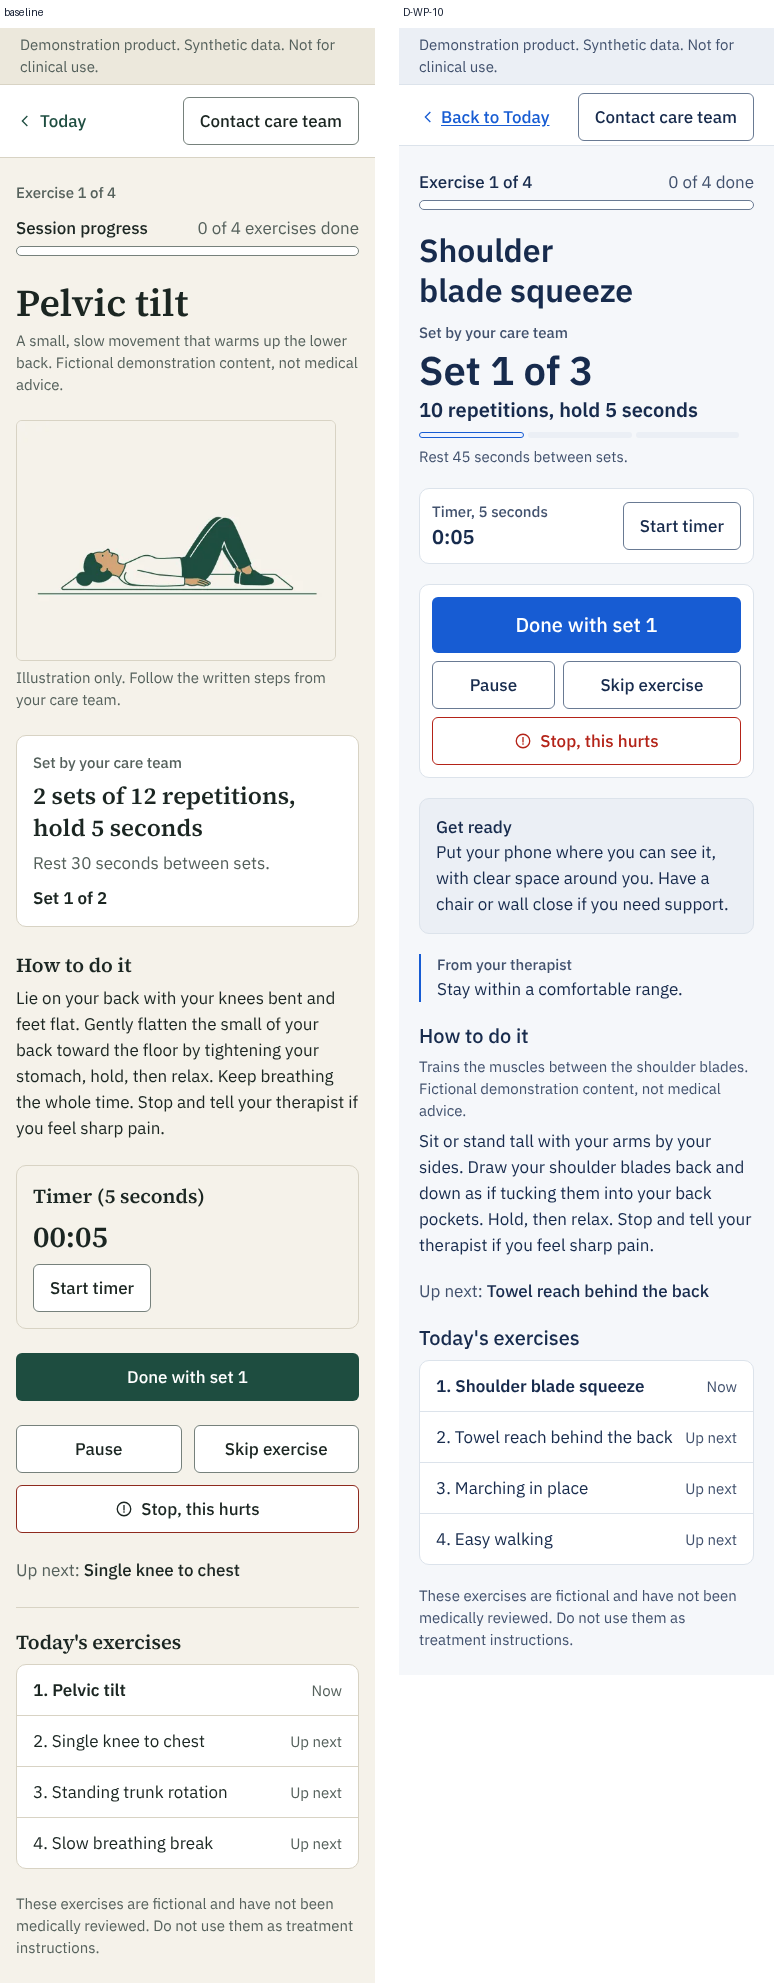 baseline
Demonstration product. Synthetic data. Not for
clinical use.
Today
Contact care team
Exercise 1 of 4
Session progress
0 of 4 exercises done
Pelvic tilt
A small, slow movement that warms up the lower
back. Fictional demonstration content, not medical
advice.
Illustration only. Follow the written steps from
your care team.
Set by your care team
2 sets of 12 repetitions,
hold 5 seconds
Rest 30 seconds between sets.
Set 1 of 2
How to do it
Lie on your back with your knees bent and
feet flat. Gently flatten the small of your
back toward the floor by tightening your
stomach, hold, then relax. Keep breathing
the whole time. Stop and tell your therapist if
you feel sharp pain.
Timer (5 seconds)
00:05
Start timer
Done with set 1
Pause
Skip exercise
Stop, this hurts
Up next: Single knee to chest
Today's exercises
1. Pelvic tilt
Now
2. Single knee to chest
Up next
3. Standing trunk rotation
Up next
4. Slow breathing break
Up next
These exercises are fictional and have not been
medically reviewed. Do not use them as treatment
instructions.
D-WP-10
Demonstration product. Synthetic data. Not for
clinical use.
Back to Today
Contact care team
Exercise 1 of 4
0 of 4 done
Shoulder
blade squeeze
Set by your care team
Set 1 of 3
10 repetitions, hold 5 seconds
Rest 45 seconds between sets.
Timer, 5 seconds
0:05
Start timer
Done with set 1
Pause
Skip exercise
Stop, this hurts
Get ready
Put your phone where you can see it,
with clear space around you. Have a
chair or wall close if you need support.
From your therapist
Stay within a comfortable range.
How to do it
Trains the muscles between the shoulder blades.
Fictional demonstration content, not medical
advice.
Sit or stand tall with your arms by your
sides. Draw your shoulder blades back and
down as if tucking them into your back
pockets. Hold, then relax. Stop and tell your
therapist if you feel sharp pain.
Up next: Towel reach behind the back
Today's exercises
1. Shoulder blade squeeze
Now
2. Towel reach behind the back
Up next
3. Marching in place
Up next
4. Easy walking
Up next
These exercises are fictional and have not been
medically reviewed. Do not use them as
treatment instructions.